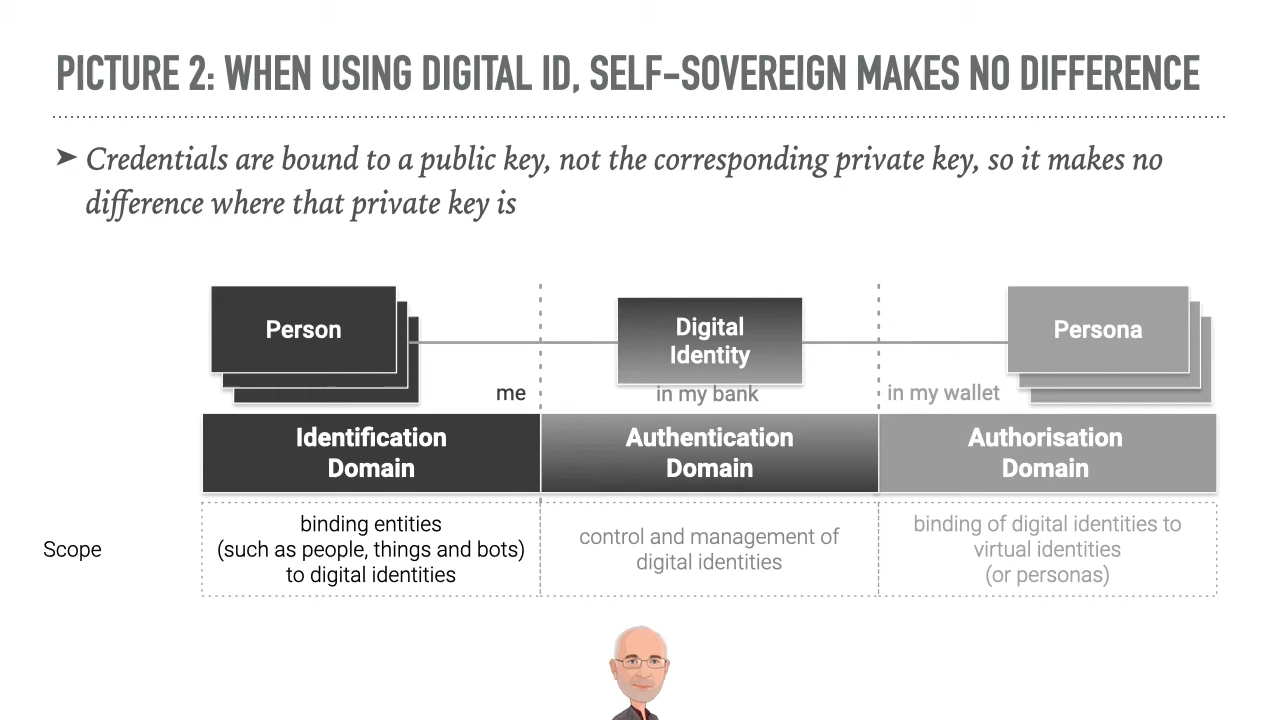 PICTURE 2: WHEN USING DIGITAL ID, SELF-SOVEREIGN MAKES NO DIFFERENCE
➤ Credentials are bound to a public key, not the corresponding private key, so it makes no
difference where that private key is
Person
Digital
Identity
Persona
me
in my bank
in my wallet
Identification
Domain
Authentication
Domain
Authorisation
Domain
Scope
binding entities
(such as people, things and bots)
to digital identities
control and management of
digital identities
binding of digital identities to
virtual identities
(or personas)